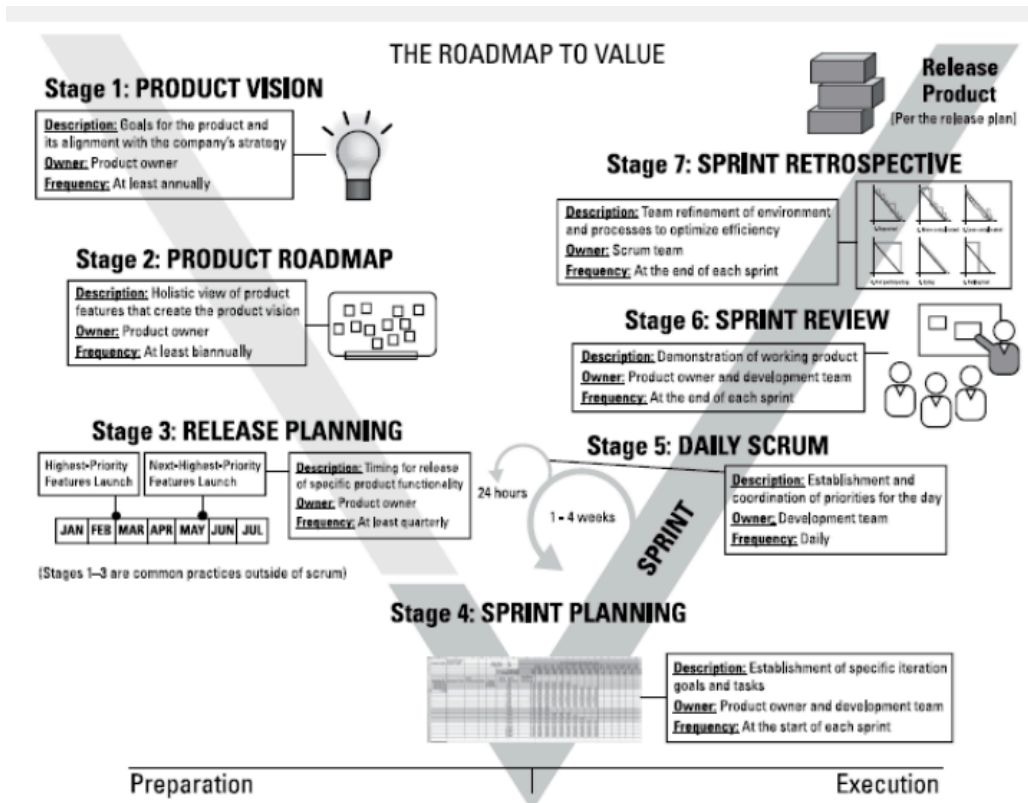 THE ROADMAP TO VALUE
Stage 1: PRODUCT VISION
Description: Goals for the product and
its alignment with the company's strategy
Owner: Product owner
Frequency: At least annually
Stage 2: PRODUCT ROADMAP
Description: Holistic view of product
features that create the product vision
Owner: Product owner
Frequency: At least biannually
Stage 3: RELEASE PLANNING
Highest-Priority
Features Launch
Next-Highest-Priority
Features Launch
JAN FEB MAR APR MAY JUN JUL
Description: Timing for release
of specific product functionality
Owner: Product owner
Frequency: At least quarterly
(Stages 1–3 are common practices outside of scrum)
Stage 4: SPRINT PLANNING
Description: Establishment of specific iteration
goals and tasks
Owner: Product owner and development team
Frequency: At the start of each sprint
24 hours
1 – 4 weeks
SPRINT
Stage 5: DAILY SCRUM
Description: Establishment and
coordination of priorities for the day
Owner: Development team
Frequency: Daily
Stage 6: SPRINT REVIEW
Description: Demonstration of working product
Owner: Product owner and development team
Frequency: At the end of each sprint
Stage 7: SPRINT RETROSPECTIVE
Description: Team refinement of environment
and processes to optimize efficiency
Owner: Scrum team
Frequency: At the end of each sprint
Release
Product
(Per the release plan)
Preparation
Execution